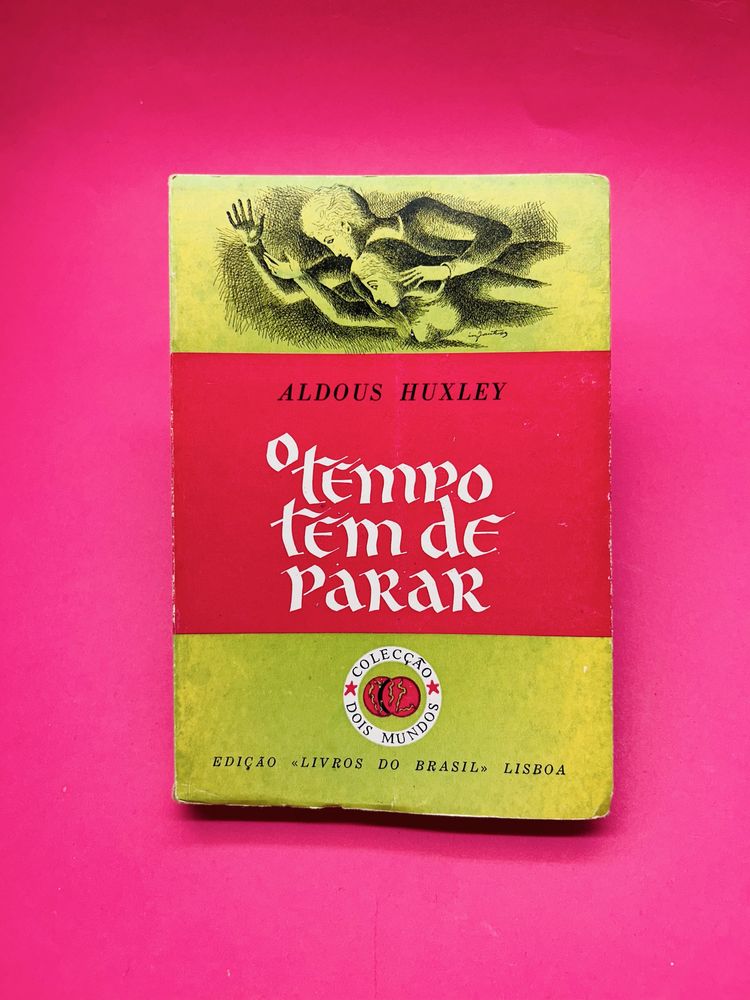 ALDOUS HUXLEY
O TEMPO
TEM DE
PARAR
COLECÇÃO
DOIS MUNDOS
EDIÇÃO «LIVROS DO BRASIL» LISBOA